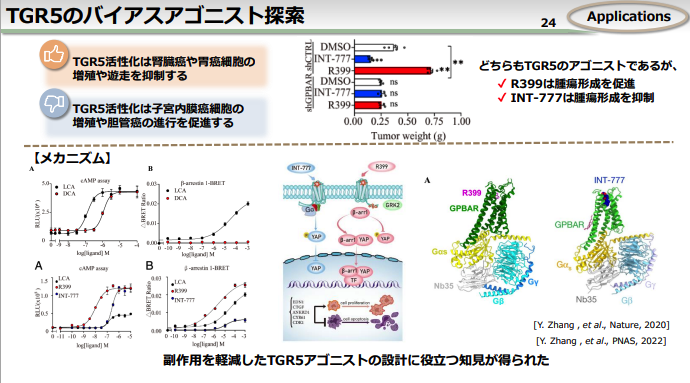 TGR5のバイアスアゴニスト探索
24
Applications
TGR5活性化は腎臓癌や胃癌細胞の
増殖や遊走を抑制する
TGR5活性化は子宮内膜癌細胞の
増殖や胆管癌の進行を促進する
shGPBAR shCTRL
DMSO
INT-777
R399
DMSO
INT-777
R399
**
**
**
ns
ns
ns
0.00 0.25 0.50 0.75 1.00
Tumor weight (g)
どちらもTGR5のアゴニストであるが、
✓ R399は腫瘍形成を促進
✓ INT-777は腫瘍形成を抑制
【メカニズム】
A
cAMP assay
LCA
DCA
log[ligand] (M)
B
β-arrestin 1-BRET
LCA
DCA
△BRET Ratio
0.03
0.02
0.01
0.00
log[ligand] (M)
A
cAMP assay
LCA
R399
INT-777
log[ligand] (M)
B
β-arrestin 1-BRET
LCA
R399
INT-777
△BRET Ratio
log[ligand] (M)
INT-777
R399
Gα
β-arr1
GRK2
YAP
β-arr1
YAP
YAP
β-arr1
YAP
TF
EDN1
CTGF
ANKRD1
CYR61
CDK6
cell proliferation
cell apoptosis
A
R399
GPBAR
Gαs
Nb35
Gβ
Gγ
INT-777
GPBAR
Gαs
Nb35
Gβ
Gγ
[Y. Zhang , et al., Nature, 2020]
[Y. Zhang , et al., PNAS, 2022]
副作用を軽減したTGR5アゴニストの設計に役立つ知見が得られた